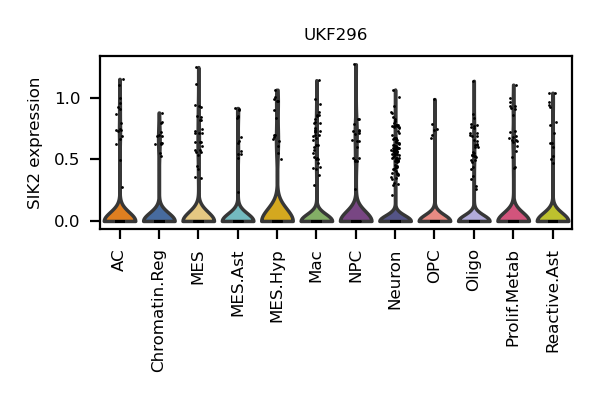 UKF296
SIK2 expression
1.0
0.5
0.0
AC
Chromatin.Reg
MES
MES.Ast
MES.Hyp
Mac
NPC
Neuron
OPC
Oligo
Prolif.Metab
Reactive.Ast